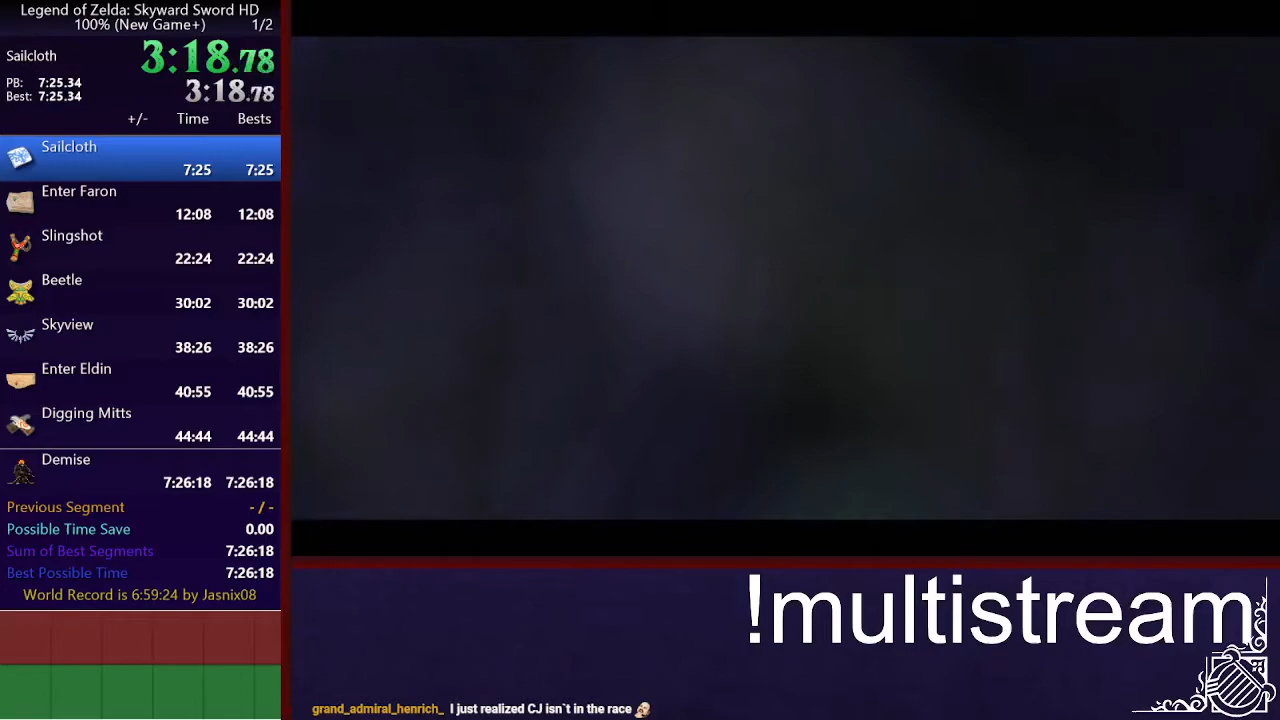 Legend of Zelda: Skyward Sword HD
100% (New Game+) 1/2
Sailcloth 3:18.78
PB: 7:25.34
Best: 7:25.34 3:18.78
+/- Time Bests
Sailcloth
7:25 7:25
Enter Faron
12:08 12:08
Slingshot
22:24 22:24
Beetle
30:02 30:02
Skyview
38:26 38:26
Enter Eldin
40:55 40:55
Digging Mitts
44:44 44:44
Demise
7:26:18 7:26:18
Previous Segment - / -
Possible Time Save 0.00
Sum of Best Segments 7:26:18
Best Possible Time 7:26:18
World Record is 6:59:24 by Jasnix08
!multistream
grand_admiral_henrich_ I just realized CJ isn`t in the race